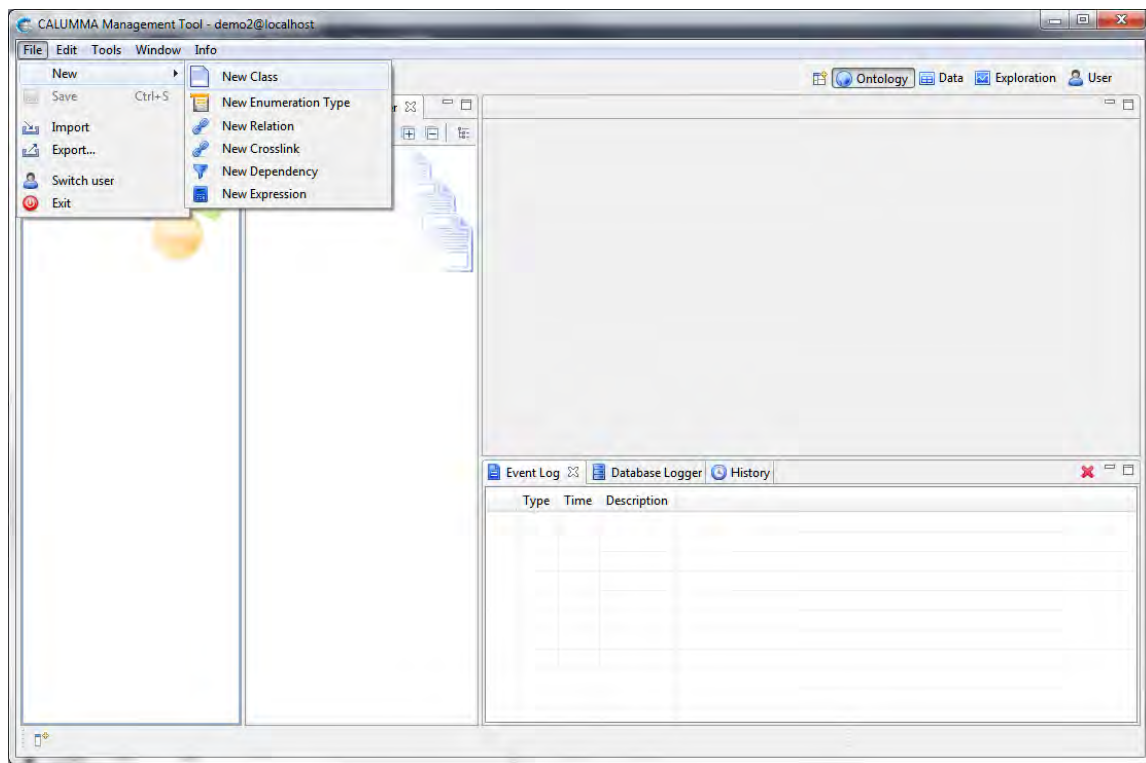 CALUMMA Management Tool - demo2@localhost
File Edit Tools Window Info
New New Class
Ontology Data Exploration User
Save Ctrl+S New Enumeration Type
Import New Relation
Export... New Crosslink
New Dependency
Switch user New Expression
Exit
Event Log Database Logger History
Type Time Description